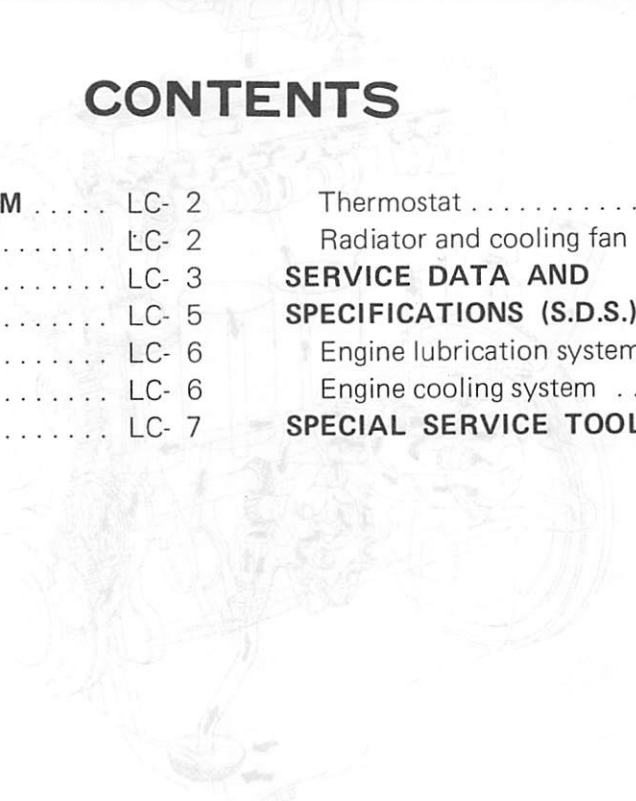 CONTENTS
M ..... LC- 2
....... LC- 2
....... LC- 3
....... LC- 5
....... LC- 6
....... LC- 6
....... LC- 7
Thermostat ...........
Radiator and cooling fan
SERVICE DATA AND
SPECIFICATIONS (S.D.S.)
Engine lubrication system
Engine cooling system ..
SPECIAL SERVICE TOOL